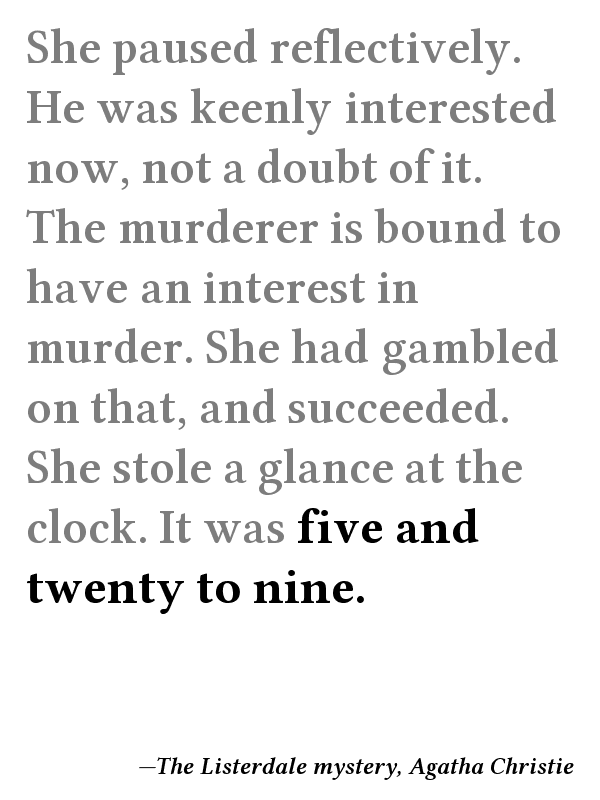 She paused reflectively.
He was keenly interested
now, not a doubt of it.
The murderer is bound to
have an interest in
murder. She had gambled
on that, and succeeded.
She stole a glance at the
clock. It was five and
twenty to nine.
—The Listerdale mystery, Agatha Christie